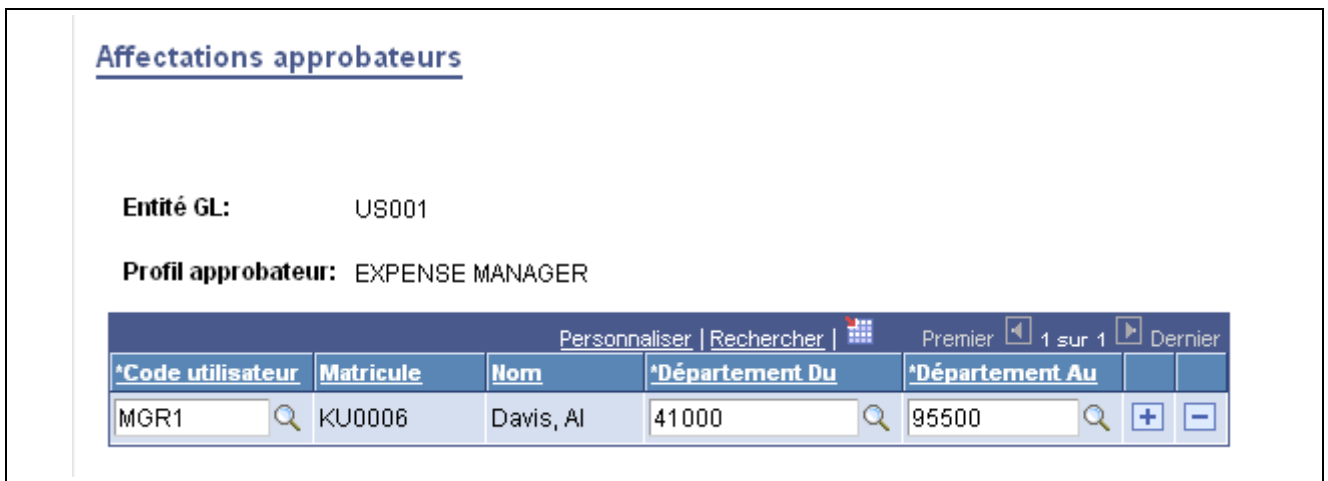 Affectations approbateurs
Entité GL: US001
Profil approbateur: EXPENSE MANAGER
Personnaliser | Rechercher | Premier 1 sur 1 Dernier
*Code utilisateur Matricule Nom *Département Du *Département Au
MGR1 KU0006 Davis, Al 41000 95500